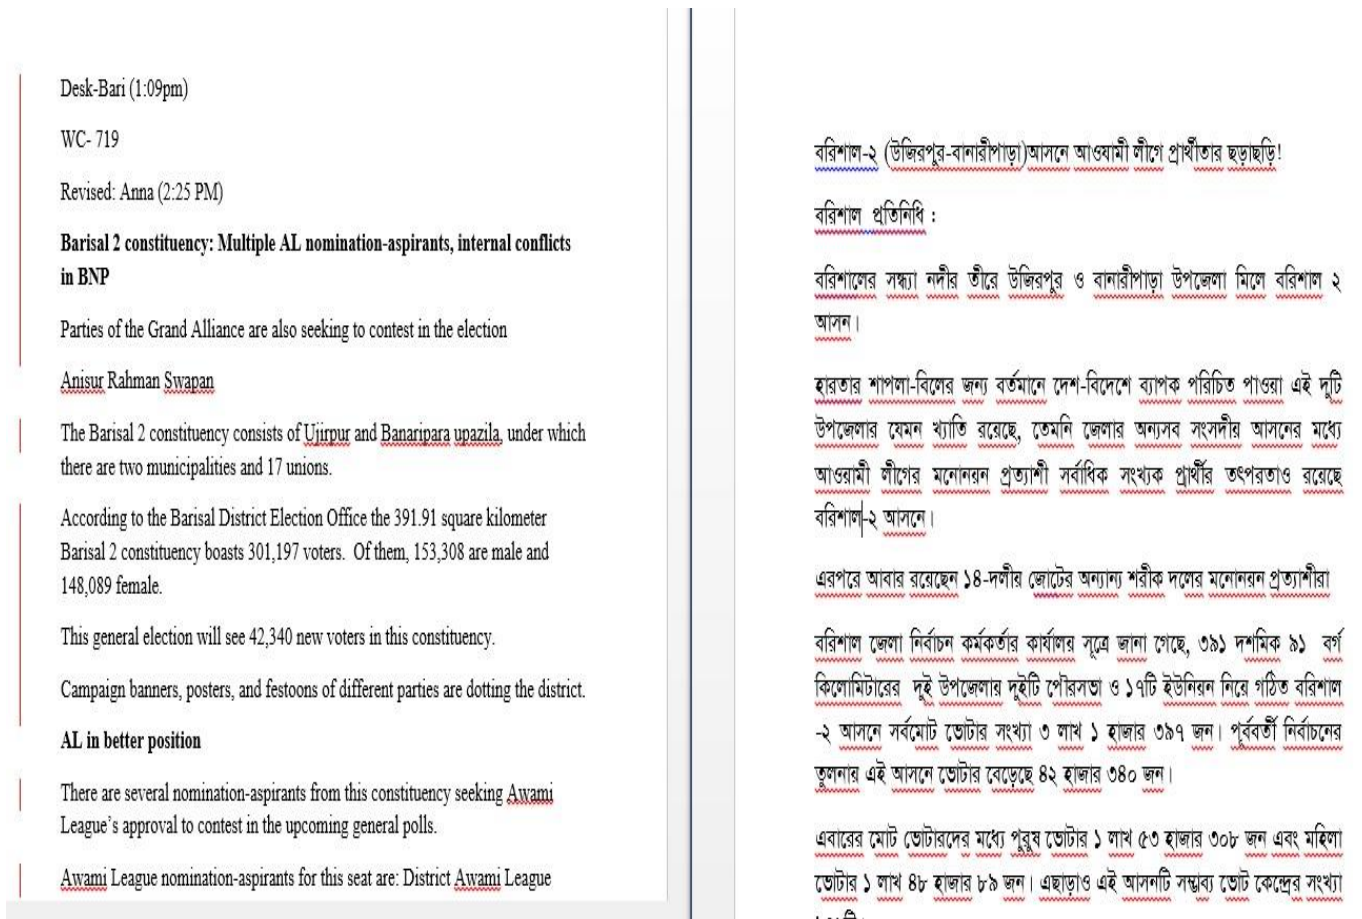 Desk-Bari (1:09pm)
WC- 719
Revised: Anna (2:25 PM)
Barisal 2 constituency: Multiple AL nomination-aspirants, internal conflicts
in BNP
Parties of the Grand Alliance are also seeking to contest in the election
Anisur Rahman Swapan
The Barisal 2 constituency consists of Ujirpur and Banaripara upazila, under which
there are two municipalities and 17 unions.
According to the Barisal District Election Office the 391.91 square kilometer
Barisal 2 constituency boasts 301,197 voters.  Of them, 153,308 are male and
148,089 female.
This general election will see 42,340 new voters in this constituency.
Campaign banners, posters, and festoons of different parties are dotting the district.
AL in better position
There are several nomination-aspirants from this constituency seeking Awami
League’s approval to contest in the upcoming general polls.
Awami League nomination-aspirants for this seat are: District Awami League
বরিশাল-২ (উজিরপুর-বানারীপাড়া)আসনে আওযামী লীগে প্রার্থীতার ছড়াছড়ি!
বরিশাল প্রতিনিধি :
বরিশালের সন্ধ্যা নদীর তীরে উজিরপুর ও বানারীপাড়া উপজেলা মিলে বরিশাল ২
আসন।
হারতার শাপলা-বিলের জন্য বর্তমানে দেশ-বিদেশে ব্যাপক পরিচিত পাওয়া এই দুটি
উপজেলার যেমন খ্যাতি রয়েছে, তেমনি জেলার অন্যসব সংসদীয় আসনের মধ্যে
আওয়ামী লীগের মনোনয়ন প্রত্যাশী সর্বাধিক সংখ্যক প্রার্থীর তৎপরতাও রয়েছে
বরিশাল-২ আসনে।
এরপরে আবার রয়েছেন ১৪-দলীয় জোটের অন্যান্য শরীক দলের মনোনয়ন প্রত্যাশীরা
বরিশাল জেলা নির্বাচন কর্মকর্তার কার্যালয় সূত্রে জানা গেছে, ৩৯১ দশমিক ৯১ বর্গ
কিলোমিটারের দুই উপজেলার দুইটি পৌরসভা ও ১৭টি ইউনিয়ন নিয়ে গঠিত বরিশাল
-২ আসনে সর্বমোট ভোটার সংখ্যা ৩ লাখ ১ হাজার ৩৯৭ জন। পূর্ববর্তী নির্বাচনের
তুলনায় এই আসনে ভোটার বেড়েছে ৪২ হাজার ৩৪০ জন।
এবারের মোট ভোটারদের মধ্যে পুরুষ ভোটার ১ লাখ ৫৩ হাজার ৩০৮ জন এবং মহিলা
ভোটার ১ লাখ ৪৮ হাজার ৮৯ জন। এছাড়াও এই আসনটি সম্ভাব্য ভোট কেন্দ্রের সংখ্যা